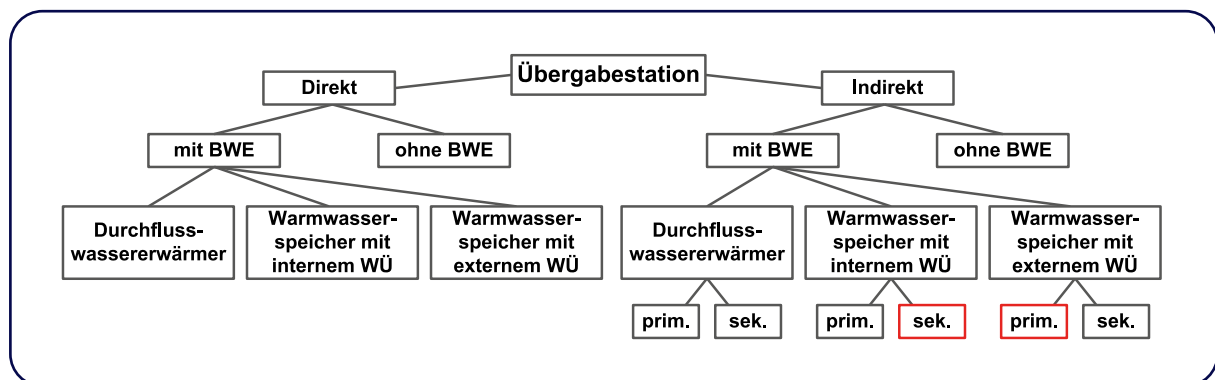 Übergabestation
Direkt
Indirekt
mit BWE
ohne BWE
mit BWE
ohne BWE
Durchfluss-
wassererwärmer
Warmwasser-
speicher mit
internem WÜ
Warmwasser-
speicher mit
externem WÜ
Durchfluss-
wassererwärmer
Warmwasser-
speicher mit
internem WÜ
Warmwasser-
speicher mit
externem WÜ
prim.
sek.
prim.
sek.
prim.
sek.